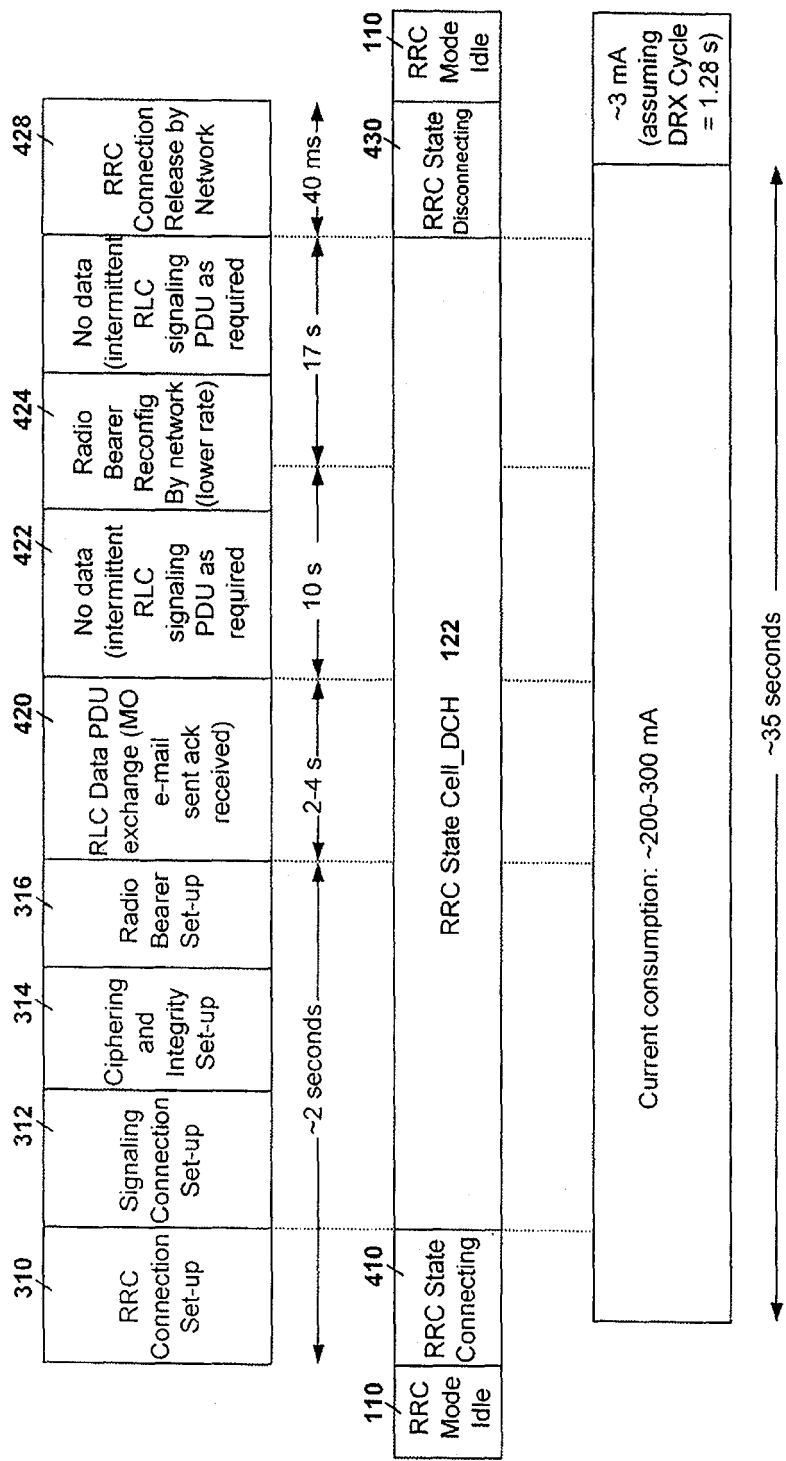 310
RRC
Connection
Set-up
312
Signaling
Connection
Set-up
314
Ciphering
and
Integrity
Set-up
316
Radio
Bearer
Set-up
420
RLC Data PDU
exchange (MO
e-mail
sent ack
received)
422
No data
(intermittent
RLC
signaling
PDU as
required
424
Radio
Bearer
Reconfig
By network
(lower rate)
No data
(intermittent
RLC
signaling
PDU as
required
428
RRC
Connection
Release by
Network
~2 seconds
2-4 s
10 s
17 s
40 ms
110
RRC
Mode
Idle
410
RRC State
Connecting
RRC State Cell_DCH 122
430
RRC State
Disconnecting
110
RRC
Mode
Idle
Current consumption: ~200-300 mA
~3 mA
(assuming
DRX Cycle
= 1.28 s)
~35 seconds